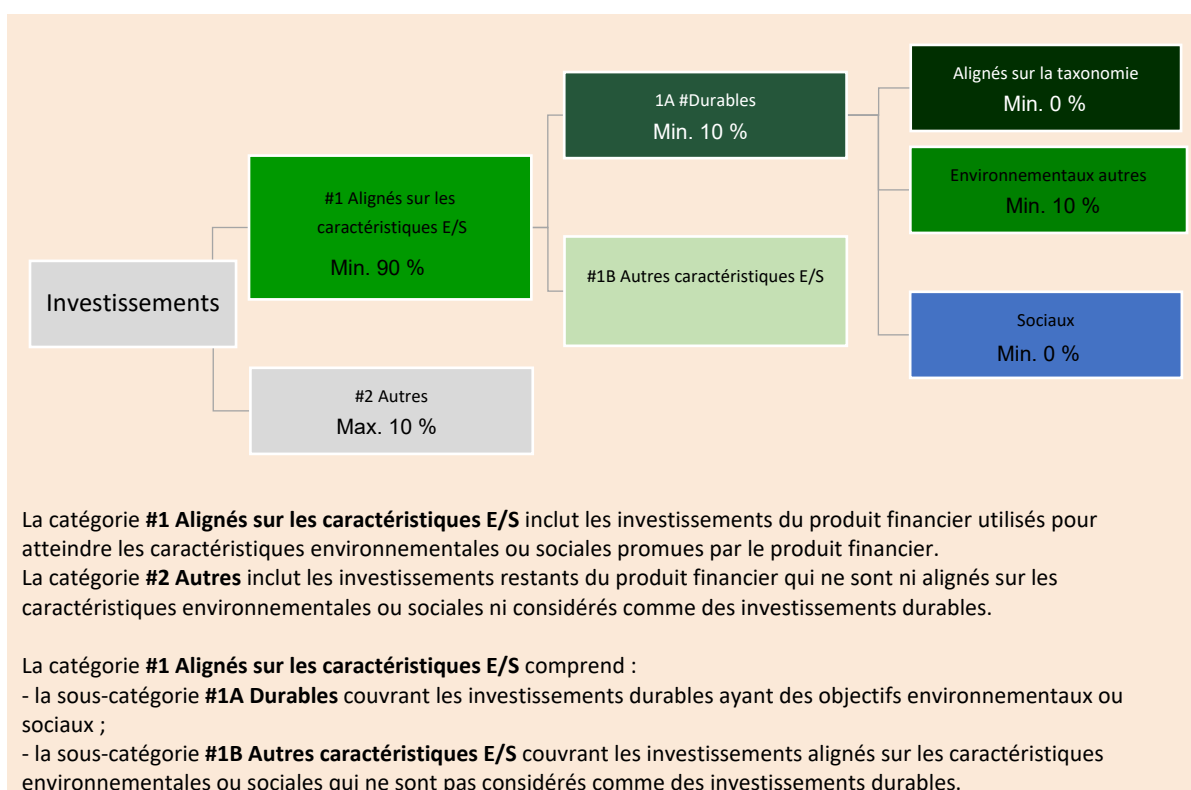 Investissements
#1 Alignés sur les
caractéristiques E/S
Min. 90 %
#2 Autres
Max. 10 %
1A #Durables
Min. 10 %
#1B Autres caractéristiques E/S
Alignés sur la taxonomie
Min. 0 %
Environnementaux autres
Min. 10 %
Sociaux
Min. 0 %
La catégorie #1 Alignés sur les caractéristiques E/S inclut les investissements du produit financier utilisés pour
atteindre les caractéristiques environnementales ou sociales promues par le produit financier.
La catégorie #2 Autres inclut les investissements restants du produit financier qui ne sont ni alignés sur les
caractéristiques environnementales ou sociales ni considérés comme des investissements durables.
La catégorie #1 Alignés sur les caractéristiques E/S comprend :
- la sous-catégorie #1A Durables couvrant les investissements durables ayant des objectifs environnementaux ou
sociaux ;
- la sous-catégorie #1B Autres caractéristiques E/S couvrant les investissements alignés sur les caractéristiques
environnementales ou sociales qui ne sont pas considérés comme des investissements durables.